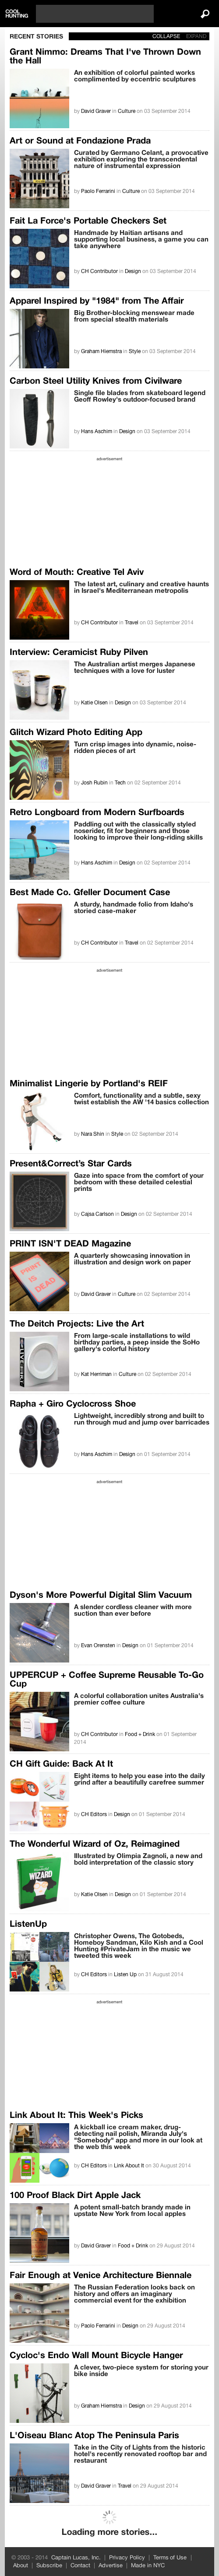 COOL
HUNTING
RECENT STORIES
COLLAPSE EXPAND
Grant Nimmo: Dreams That I've Thrown Down
the Hall
An exhibition of colorful painted works
complimented by eccentric sculptures
by David Graver in Culture on 03 September 2014
Art or Sound at Fondazione Prada
Curated by Germano Celant, a provocative
exhibition exploring the transcendental
nature of instrumental expression
by Paolo Ferrarini in Culture on 03 September 2014
Fait La Force's Portable Checkers Set
Handmade by Haitian artisans and
supporting local business, a game you can
take anywhere
by CH Contributor in Design on 03 September 2014
Apparel Inspired by "1984" from The Affair
Big Brother-blocking menswear made
from special stealth materials
by Graham Hiemstra in Style on 03 September 2014
Carbon Steel Utility Knives from Civilware
Single file blades from skateboard legend
Geoff Rowley's outdoor-focused brand
by Hans Aschim in Design on 03 September 2014
advertisement
Word of Mouth: Creative Tel Aviv
The latest art, culinary and creative haunts
in Israel's Mediterranean metropolis
by CH Contributor in Travel on 03 September 2014
Interview: Ceramicist Ruby Pilven
The Australian artist merges Japanese
techniques with a love for luster
by Katie Olsen in Design on 03 September 2014
Glitch Wizard Photo Editing App
Turn crisp images into dynamic, noise-
ridden pieces of art
by Josh Rubin in Tech on 02 September 2014
Retro Longboard from Modern Surfboards
Paddling out with the classically styled
noserider, fit for beginners and those
looking to improve their long-riding skills
by Hans Aschim in Design on 02 September 2014
Best Made Co. Gfeller Document Case
A sturdy, handmade folio from Idaho's
storied case-maker
by CH Contributor in Travel on 02 September 2014
advertisement
Minimalist Lingerie by Portland's REIF
Comfort, functionality and a subtle, sexy
twist establish the AW '14 basics collection
by Nara Shin in Style on 02 September 2014
Present&Correct's Star Cards
Gaze into space from the comfort of your
bedroom with these detailed celestial
prints
by Cajsa Carlson in Design on 02 September 2014
PRINT ISN'T DEAD Magazine
PRINT
ISN'T
DEAD
A quarterly showcasing innovation in
illustration and design work on paper
by David Graver in Culture on 02 September 2014
The Deitch Projects: Live the Art
LIVE THE ART
From large-scale installations to wild
birthday parties, a peep inside the SoHo
gallery's colorful history
by Kat Herriman in Culture on 02 September 2014
Rapha + Giro Cyclocross Shoe
Lightweight, incredibly strong and built to
run through mud and jump over barricades
by Hans Aschim in Design on 01 September 2014
advertisement
Dyson's More Powerful Digital Slim Vacuum
A slender cordless cleaner with more
suction than ever before
by Evan Orensten in Design on 01 September 2014
UPPERCUP + Coffee Supreme Reusable To-Go
Cup
A colorful collaboration unites Australia's
premier coffee culture
by CH Contributor in Food + Drink on 01 September
2014
CH Gift Guide: Back At It
Eight items to help you ease into the daily
grind after a beautifully carefree summer
by CH Editors in Design on 01 September 2014
The Wonderful Wizard of Oz, Reimagined
Illustrated by Olimpia Zagnoli, a new and
bold interpretation of the classic story
by Katie Olsen in Design on 01 September 2014
ListenUp
Christopher Owens, The Gotobeds,
Homeboy Sandman, Kilo Kish and a Cool
Hunting #PrivateJam in the music we
tweeted this week
by CH Editors in Listen Up on 31 August 2014
advertisement
Link About It: This Week's Picks
A kickball ice cream maker, drug-
detecting nail polish, Miranda July's
"Somebody" app and more in our look at
the web this week
by CH Editors in Link About It on 30 August 2014
100 Proof Black Dirt Apple Jack
A potent small-batch brandy made in
upstate New York from local apples
by David Graver in Food + Drink on 29 August 2014
Fair Enough at Venice Architecture Biennale
The Russian Federation looks back on
history and offers an imaginary
commercial event for the exhibition
by Paolo Ferrarini in Design on 29 August 2014
Cycloc's Endo Wall Mount Bicycle Hanger
A clever, two-piece system for storing your
bike inside
by Graham Hiemstra in Design on 29 August 2014
L'Oiseau Blanc Atop The Peninsula Paris
Take in the City of Lights from the historic
hotel's recently renovated rooftop bar and
restaurant
by David Graver in Travel on 29 August 2014
Loading more stories...
© 2003 - 2014 Captain Lucas, Inc. | Privacy Policy | Terms of Use |
About | Subscribe | Contact | Advertise | Made in NYC